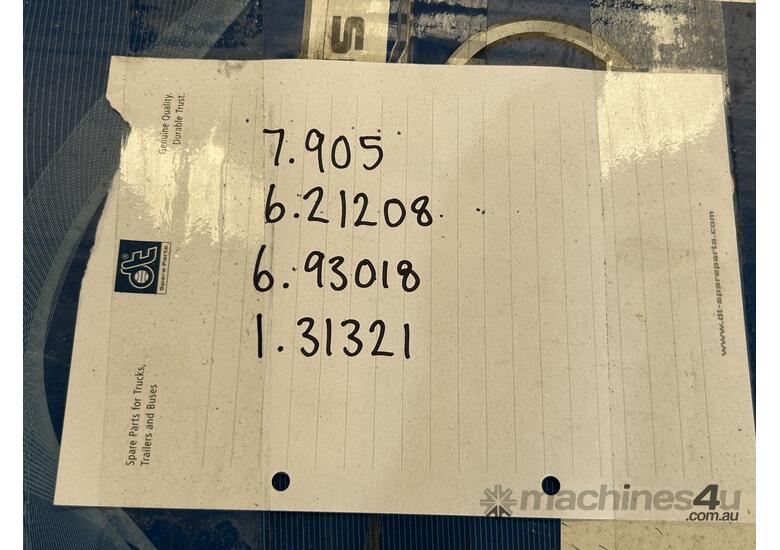 S
Genuine Quality.
Durable Trust.
7.905
6.21208.
6.93018
1.31321
dt
Spare Parts
www.dt-spareparts.com
Spare Parts for Trucks,
Trailers and Buses
machines4u
.com.au